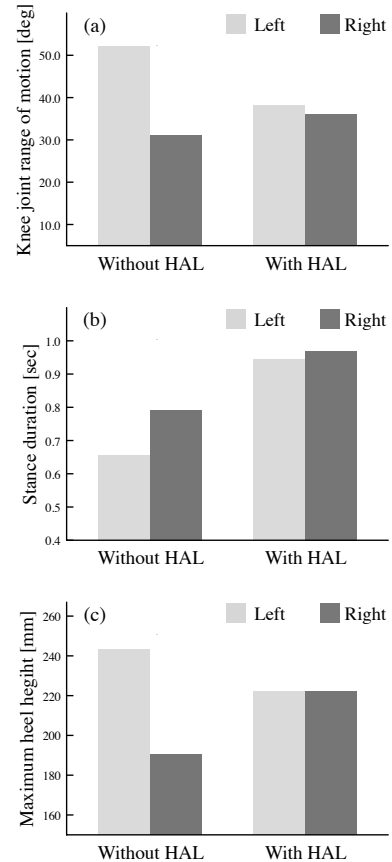 (a)
Left
Right
Knee joint range of motion [deg]
50.0
40.0
30.0
20.0
10.0
Without HAL
With HAL
(b)
Left
Right
Stance duration [sec]
1.0
0.9
0.8
0.7
0.6
0.5
0.4
Without HAL
With HAL
(c)
Left
Right
Maximum heel hegiht [mm]
260
240
220
200
180
160
Without HAL
With HAL